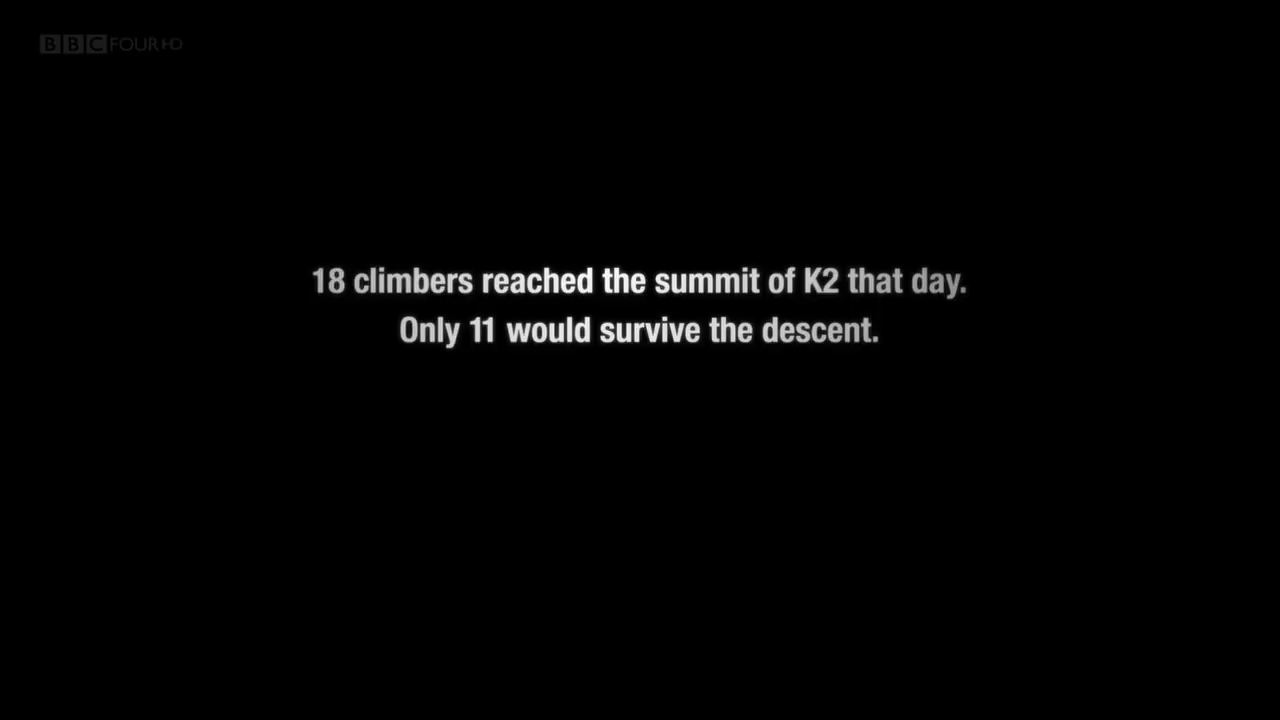 BBC FOUR HD
18 climbers reached the summit of K2 that day.
Only 11 would survive the descent.